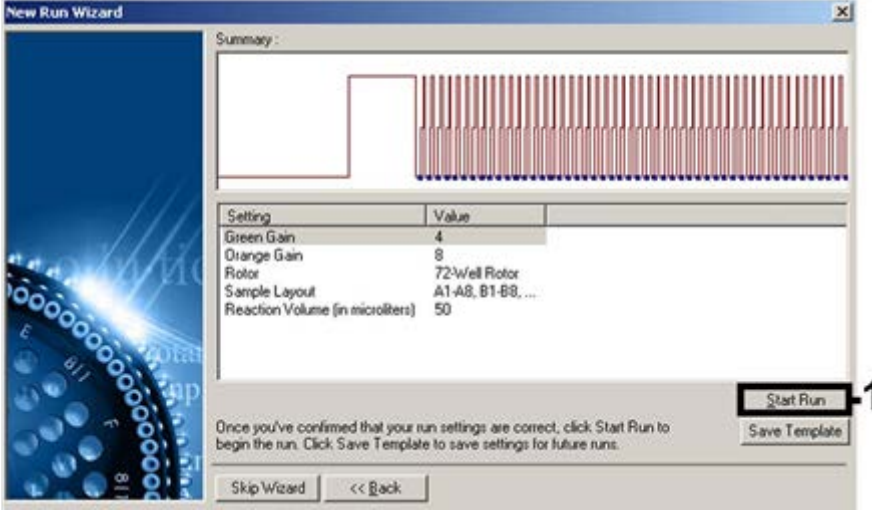 New Run Wizard
Summary :
Setting Value
Green Gain 4
Orange Gain 8
Rotor 72-Well Rotor
Sample Layout A1-A8, B1-B8, ...
Reaction Volume (in microliters) 50
Start Run
1
Once you've confirmed that your run settings are correct, click Start Run to
begin the run. Click Save Template to save settings for future runs.
Save Template
Skip Wizard
<< Back
E
F